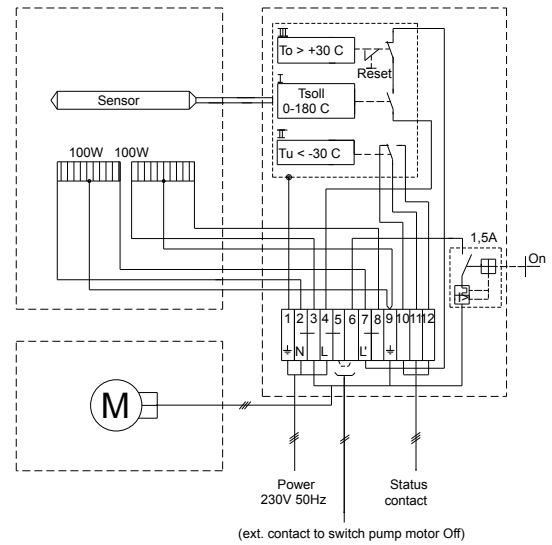 III
To > +30 C
Reset
I
Tsoll
0-180 C
Sensor
II
Tu < -30 C
100W 100W
1,5A
On
1 2 3 4 5 6 7 8 9 10 11 12
N L L'
M
Power
230V 50Hz
Status
contact
(ext. contact to switch pump motor Off)